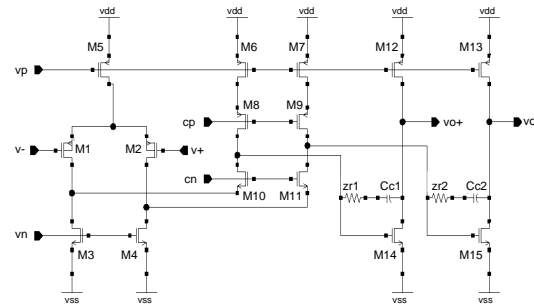 vdd vdd vdd vdd vdd
M5 M6 M7 M12 M13
vp
cp M8 M9 vo+ vo
v- M1 M2 v+
cn
M10 M11 zr1 Cc1 zr2 Cc2
vn M3 M4 M14 M15
vss vss vss vss